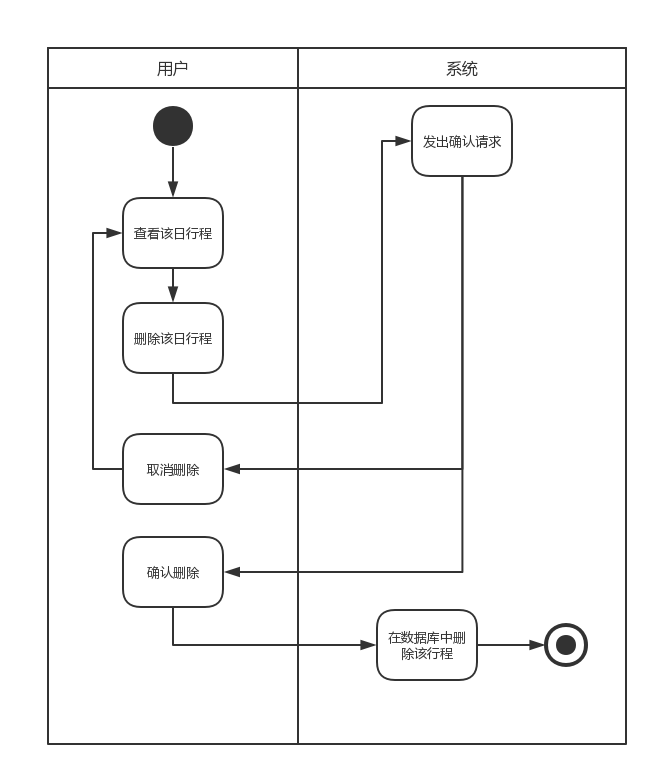 用户
系统
发出确认请求
查看该日行程
删除该日行程
取消删除
确认删除
在数据库中删
除该行程